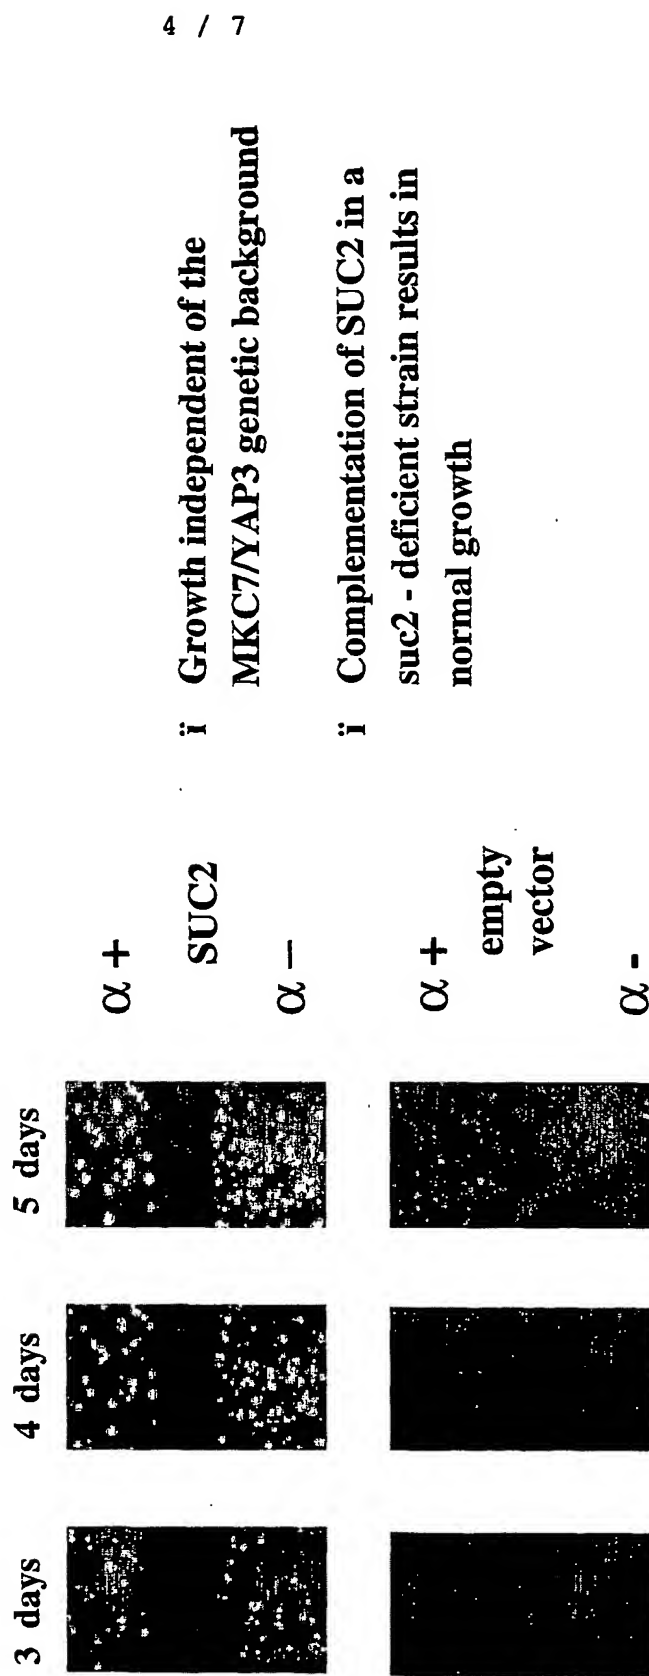 4 / 7
3 days
4 days
5 days
α +
SUC2
α –
α +
empty
vector
α -
ï Growth independent of the
MKC7/YAP3 genetic background
ï Complementation of SUC2 in a
suc2 - deficient strain results in
normal growth